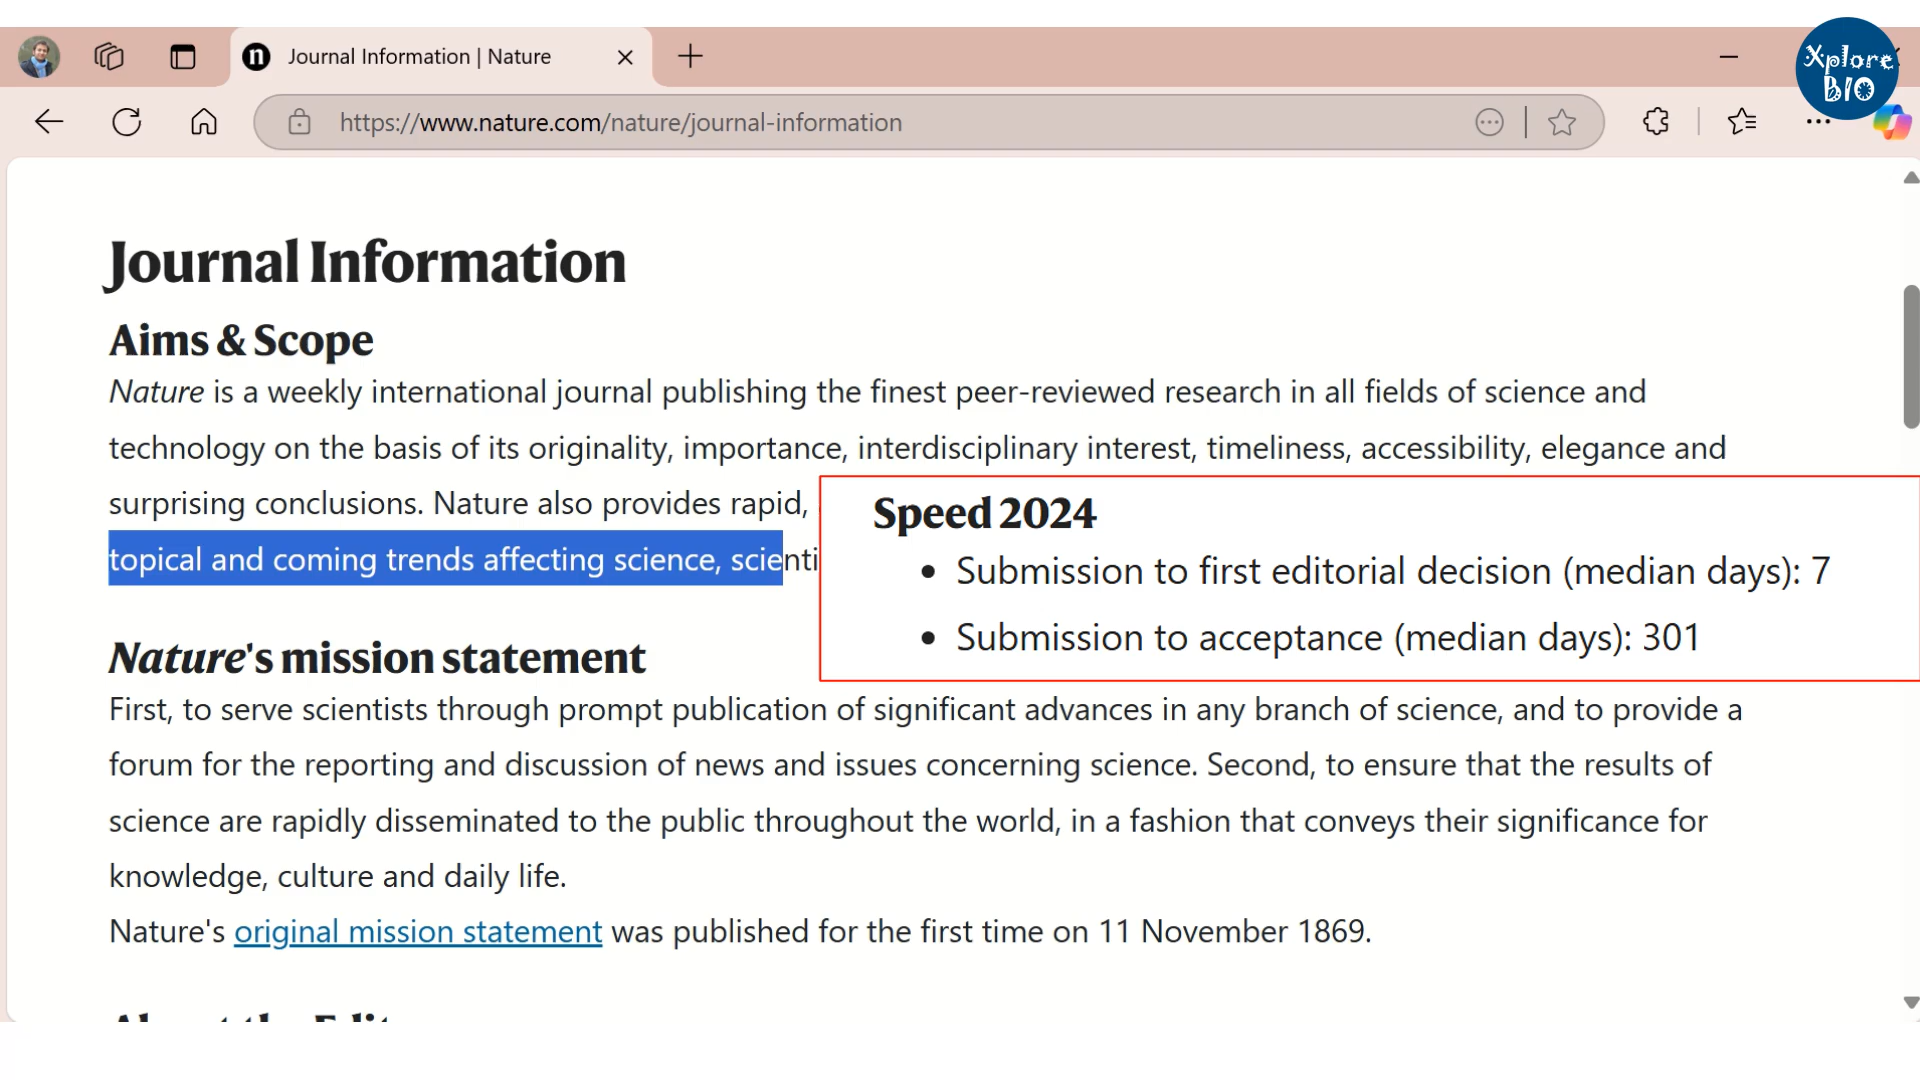 Xplore
BIO
n
Journal Information | Nature
https://www.nature.com/nature/journal-information
Journal Information
Aims & Scope
Nature is a weekly international journal publishing the finest peer-reviewed research in all fields of science and
technology on the basis of its originality, importance, interdisciplinary interest, timeliness, accessibility, elegance and
surprising conclusions. Nature also provides rapid,
topical and coming trends affecting science, scienti
Speed 2024
• Submission to first editorial decision (median days): 7
• Submission to acceptance (median days): 301
Nature's mission statement
First, to serve scientists through prompt publication of significant advances in any branch of science, and to provide a
forum for the reporting and discussion of news and issues concerning science. Second, to ensure that the results of
science are rapidly disseminated to the public throughout the world, in a fashion that conveys their significance for
knowledge, culture and daily life.
Nature's original mission statement was published for the first time on 11 November 1869.